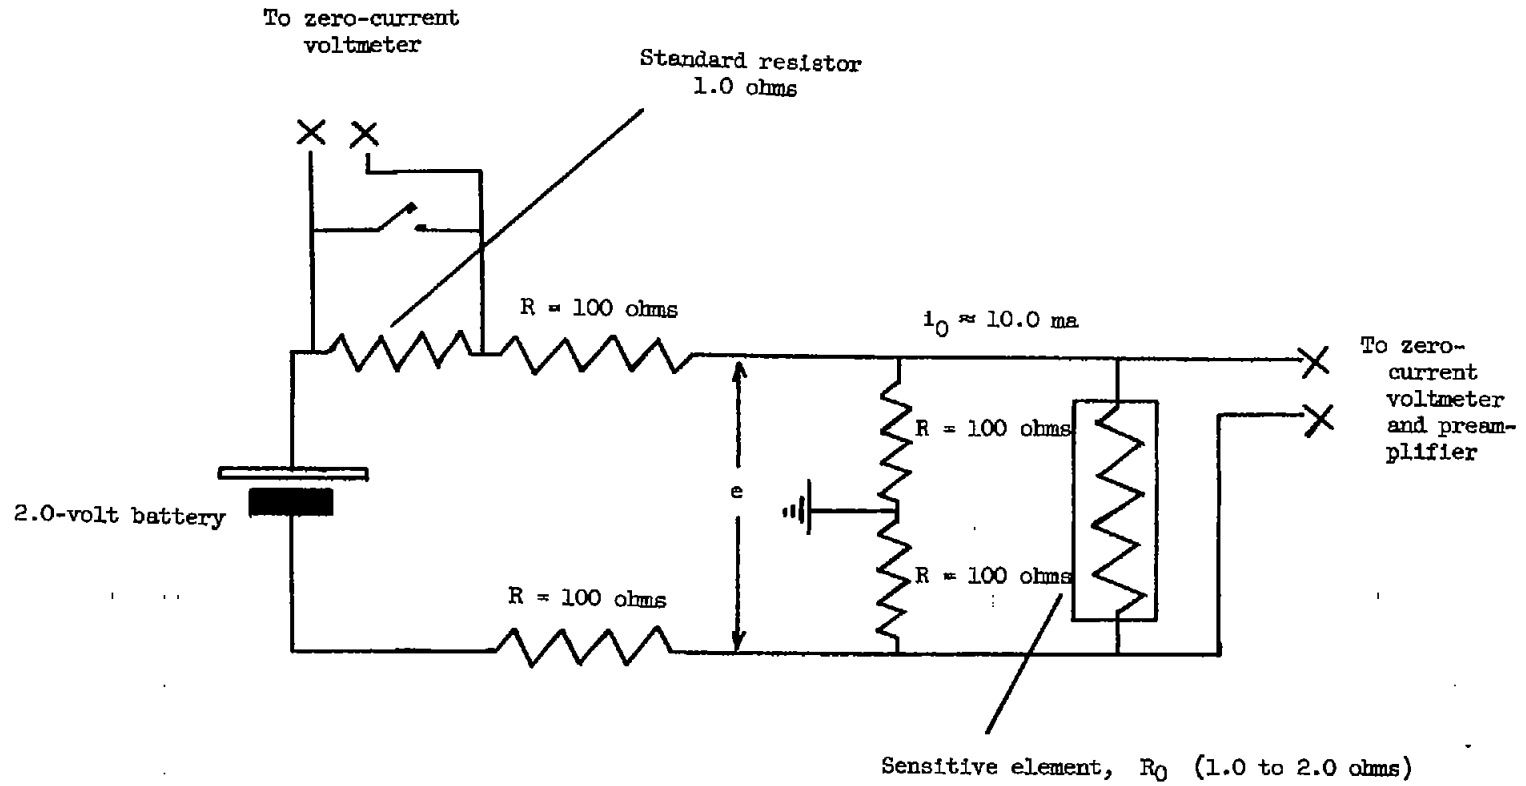 To zero-current
voltmeter
Standard resistor
1.0 ohms
R = 100 ohms
i0 ≈ 10.0 ma
To zero-
current
voltmeter
and pream-
plifier
R = 100 ohms
e
2.0-volt battery
R = 100 ohms
R = 100 ohms
Sensitive element, R0 (1.0 to 2.0 ohms)